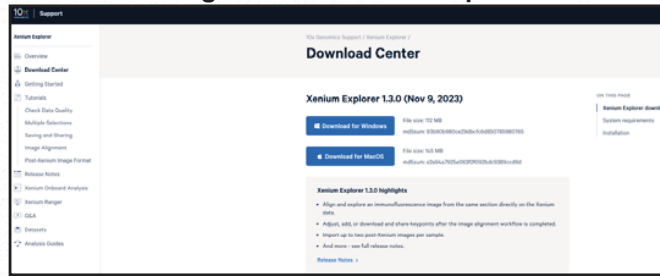 10x Support
Xenium Explorer
Overview
Download Center
Getting Started
Tutorials
Check Data Quality
Multiple Selections
Saving and Sharing
Image Alignment
Post-Xenium Image Format
Release Notes
Xenium Onboard Analysis
Xenium Ranger
Q&A
Datasets
Analysis Guides
10x Genomics Support / Xenium Explorer /
Download Center
Xenium Explorer 1.3.0 (Nov 9, 2023)
Download for Windows
File size: 112 MB
md5sum:
Download for MacOS
File size: 145 MB
md5sum:
Xenium Explorer 1.3.0 highlights
• Align and explore an immunofluorescence image from the same section directly on the Xenium
data.
• Adjust, add, or download and share keypoints after the image alignment workflow is completed.
• Import up to two post-Xenium images per sample.
• And more - see full release notes.
Release Notes >
ON THIS PAGE
Xenium Explorer downl
System requirements
Installation